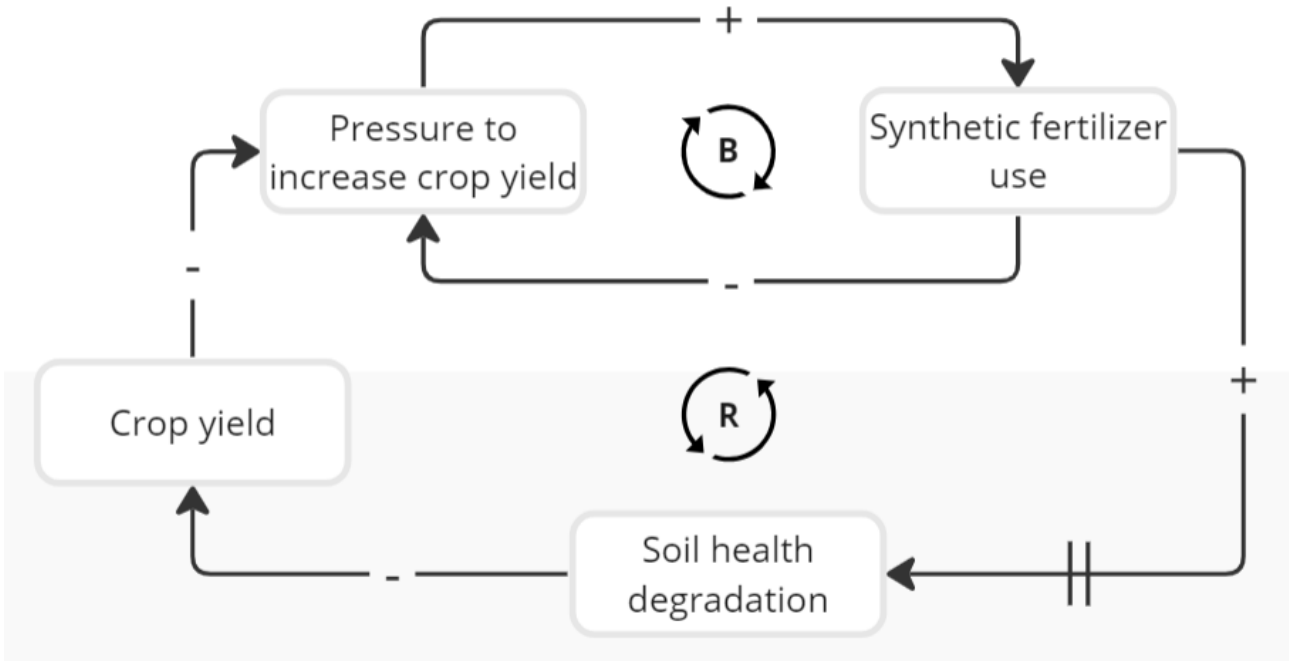 +
Pressure to
increase crop yield
B
Synthetic fertilizer
use
-
-
R
+
Crop yield
Soil health
degradation
-